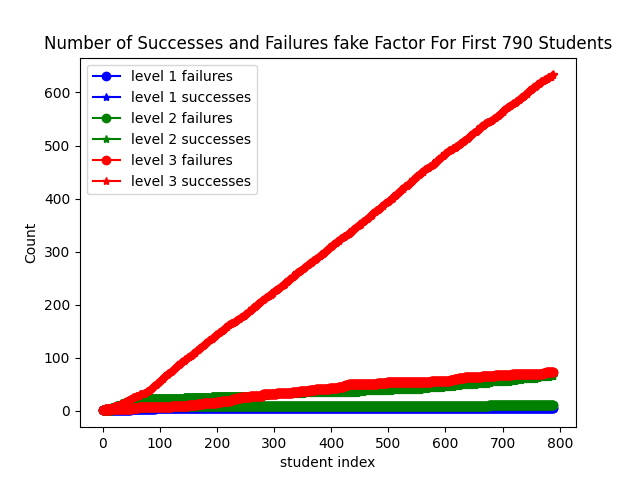 Number of Successes and Failures fake Factor For First 790 Students
level 1 failures
level 1 successes
level 2 failures
level 2 successes
level 3 failures
level 3 successes
Count
600
500
400
300
200
100
0
0 100 200 300 400 500 600 700 800
student index